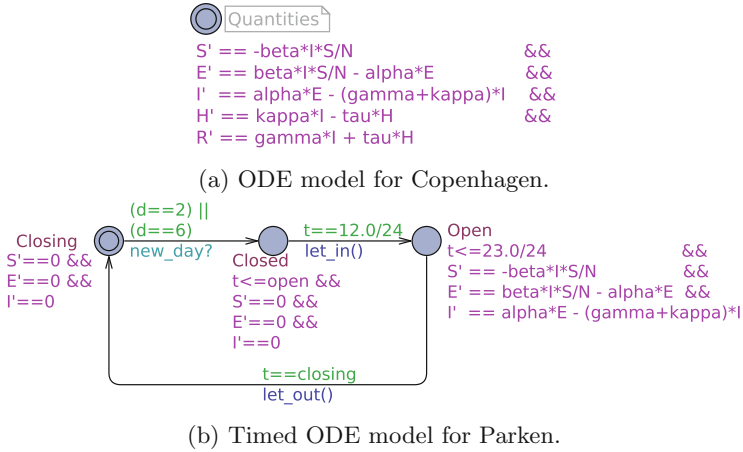 Quantities
S' == -beta*I*S/N &&
E' == beta*I*S/N - alpha*E &&
I' == alpha*E - (gamma+kappa)*I &&
H' == kappa*I - tau*H &&
R' == gamma*I + tau*H
(a) ODE model for Copenhagen.
(d==2) ||
(d==6)
new_day?
Closing
S'==0 &&
E'==0 &&
I'==0
Closed
t<=open &&
S'==0 &&
E'==0 &&
I'==0
t==12.0/24
let_in()
Open
t<=23.0/24 &&
S' == -beta*I*S/N &&
E' == beta*I*S/N - alpha*E &&
I' == alpha*E - (gamma+kappa)*I
t==closing
let_out()
(b) Timed ODE model for Parken.